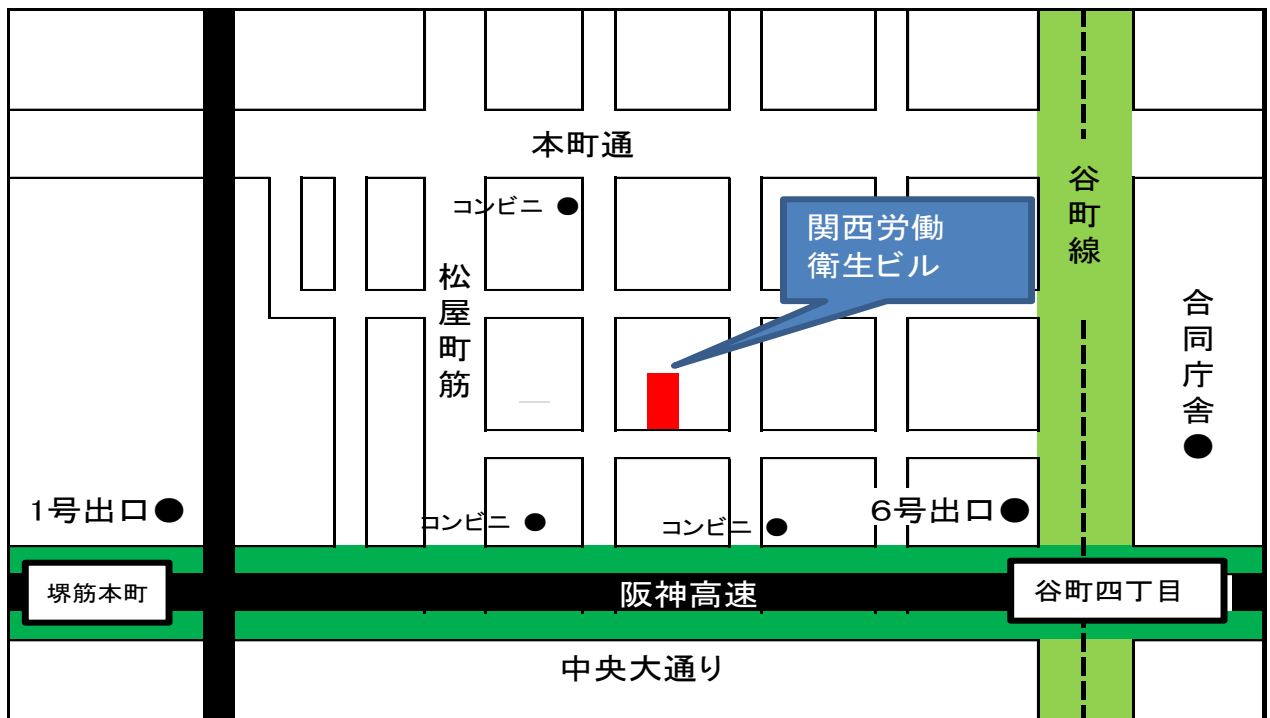 本町通
谷町線
コンビニ
関西労働
衛生ビル
松屋町筋
合同庁舎
1号出口
コンビニ
コンビニ
6号出口
堺筋本町
阪神高速
谷町四丁目
中央大通り